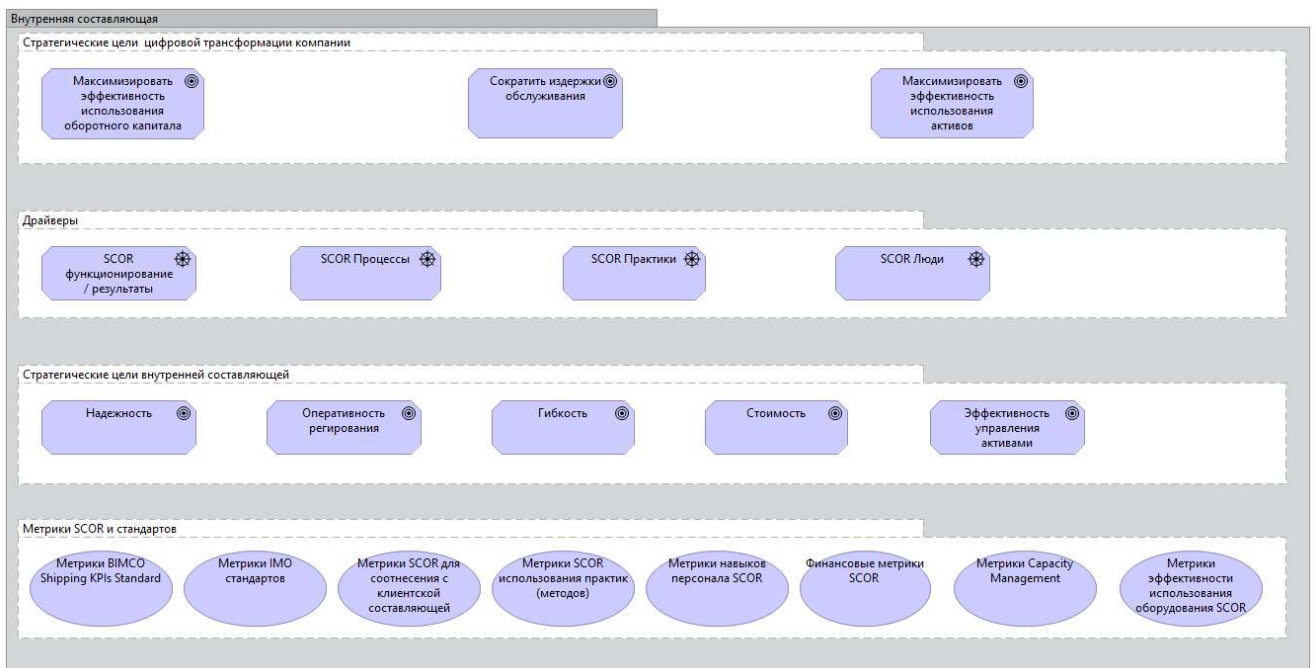 Внутренняя составляющая
Стратегические цели цифровой трансформации компании
Максимизировать
эффективность
использования
оборотного капитала
Сократить издержки
обслуживания
Максимизировать
эффективность
использования
активов
Драйверы
SCOR
функционирование
/ результаты
SCOR Процессы
SCOR Практики
SCOR Люди
Стратегические цели внутренней составляющей
Надежность
Оперативность
регирования
Гибкость
Стоимость
Эффективность
управления
активами
Метрики SCOR и стандартов
Метрики BIMCO
Shipping KPIs Standard
Метрики IMO
стандартов
Метрики SCOR для
соотнесения с
клиентской
составляющей
Метрики SCOR
использования практик
(методов)
Метрики навыков
персонала SCOR
Финансовые метрики
SCOR
Метрики Capacity
Management
Метрики
эффективности
использования
оборудования SCOR